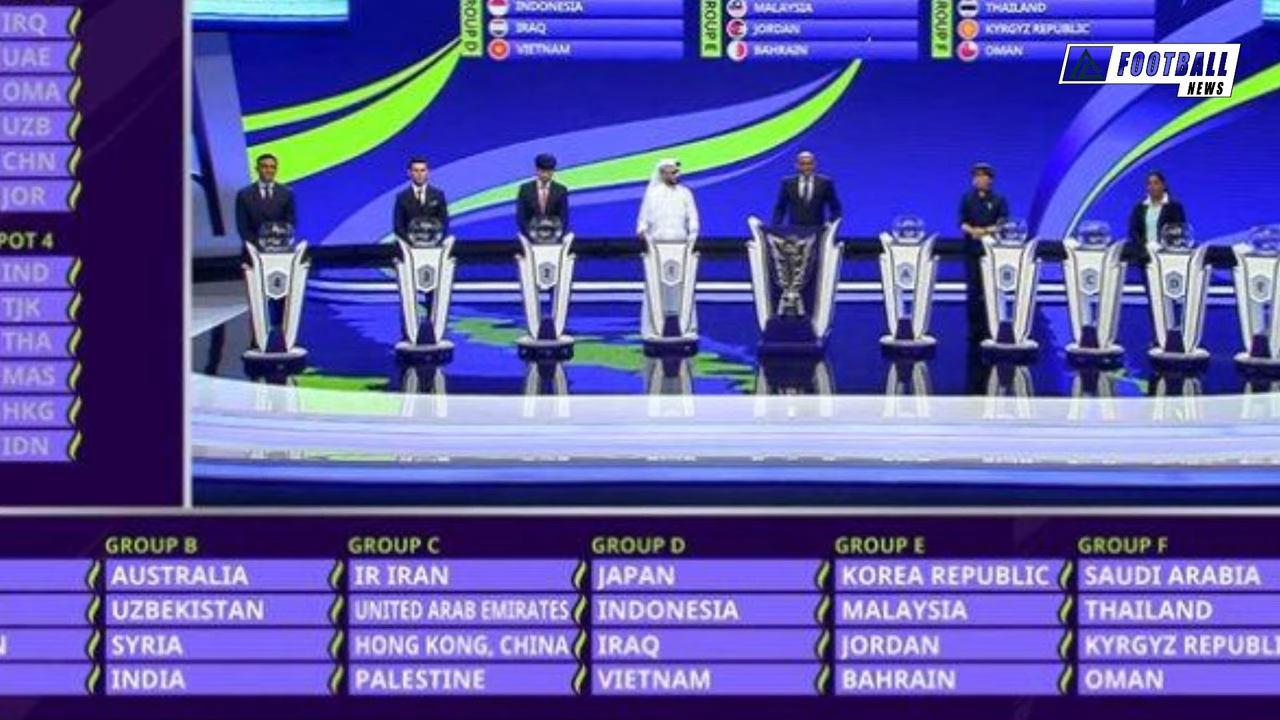 IRQ
UAE
OMA
UZB
CHN
JOR
POT 4
IND
TJK
THA
MAS
HKG
IDN
GROUP D
INDONESIA
IRAQ
VIETNAM
GROUP E
MALAYSIA
JORDAN
BAHRAIN
GROUP F
THAILAND
KYRGYZ REPUBLIC
OMAN
FOOTBALL
NEWS
GROUP B
AUSTRALIA
UZBEKISTAN
SYRIA
INDIA
GROUP C
IR IRAN
UNITED ARAB EMIRATES
HONG KONG, CHINA
PALESTINE
GROUP D
JAPAN
INDONESIA
IRAQ
VIETNAM
GROUP E
KOREA REPUBLIC
MALAYSIA
JORDAN
BAHRAIN
GROUP F
SAUDI ARABIA
THAILAND
KYRGYZ REPUBLI
OMAN